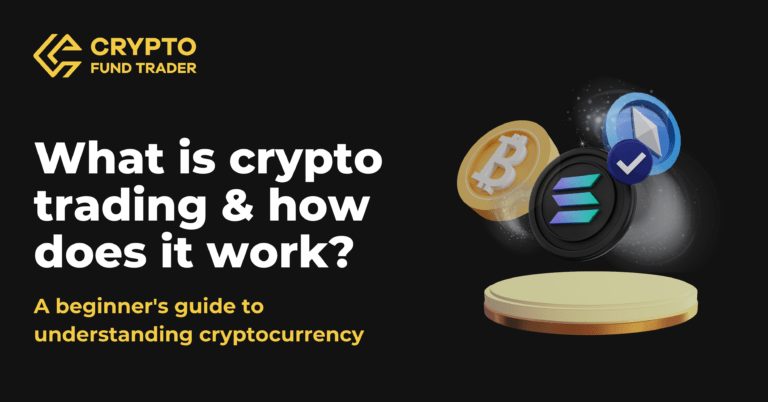 CRYPTO
FUND TRADER
What is crypto
trading & how
does it work?
A beginner's guide to
understanding cryptocurrency